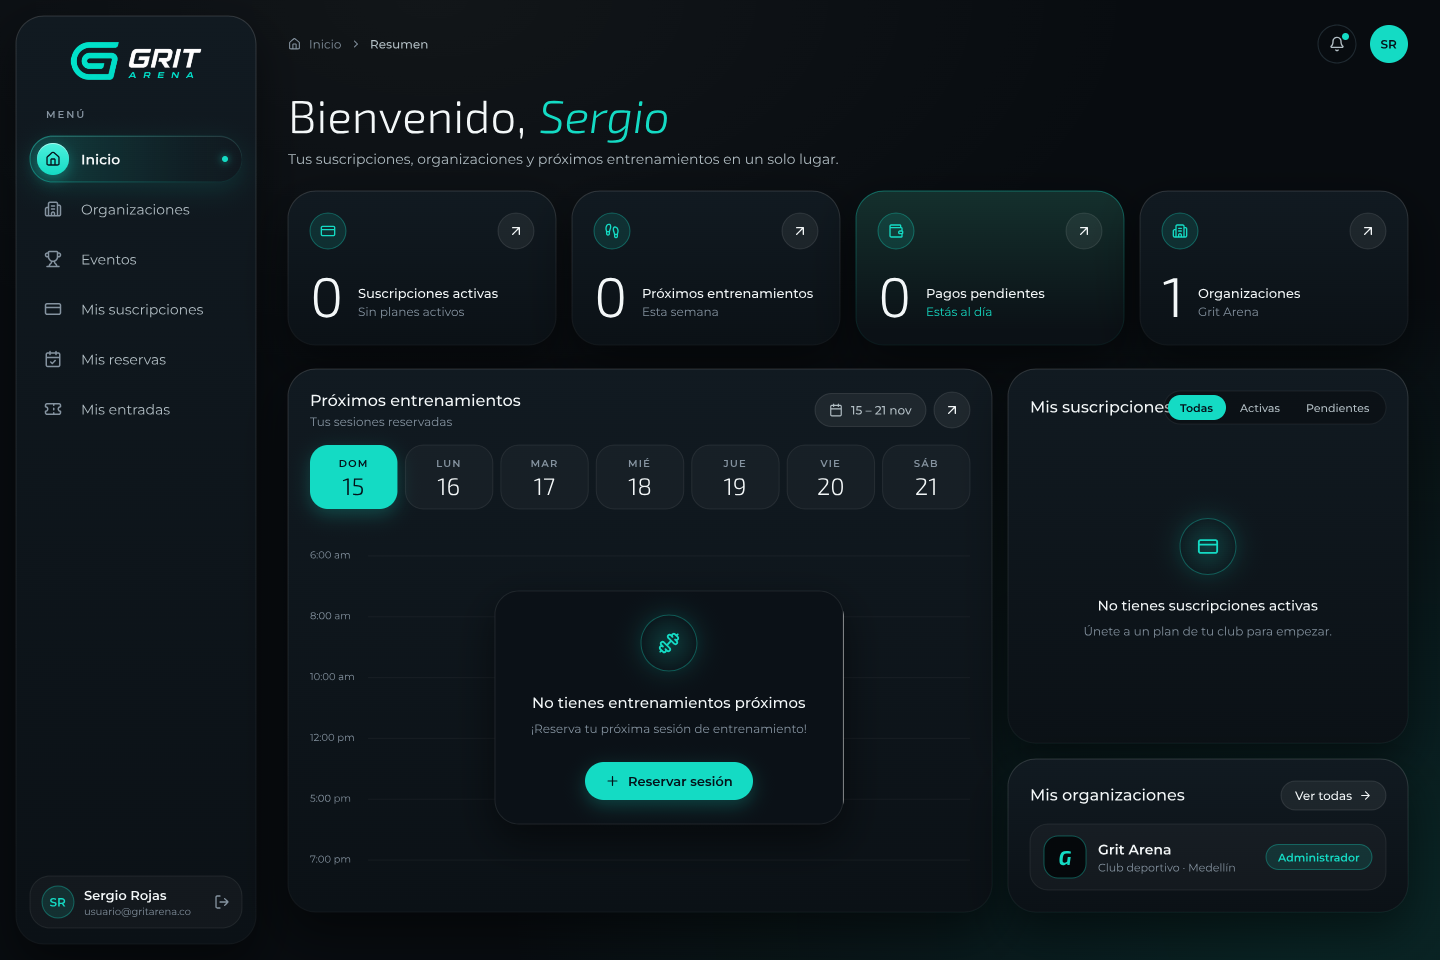 GRIT
ARENA
MENÚ
Inicio
Organizaciones
Eventos
Mis suscripciones
Mis reservas
Mis entradas
SR
Sergio Rojas
usuario@gritarena.co
Inicio > Resumen
SR
Bienvenido, Sergio
Tus suscripciones, organizaciones y próximos entrenamientos en un solo lugar.
0
Suscripciones activas
Sin planes activos
0
Próximos entrenamientos
Esta semana
0
Pagos pendientes
Estás al día
1
Organizaciones
Grit Arena
Próximos entrenamientos
Tus sesiones reservadas
15 – 21 nov
DOM
15
LUN
16
MAR
17
MIÉ
18
JUE
19
VIE
20
SÁB
21
6:00 am
8:00 am
10:00 am
12:00 pm
5:00 pm
7:00 pm
No tienes entrenamientos próximos
¡Reserva tu próxima sesión de entrenamiento!
+ Reservar sesión
Mis suscripciones
Todas
Activas
Pendientes
No tienes suscripciones activas
Únete a un plan de tu club para empezar.
Mis organizaciones
Ver todas →
G
Grit Arena
Club deportivo · Medellín
Administrador